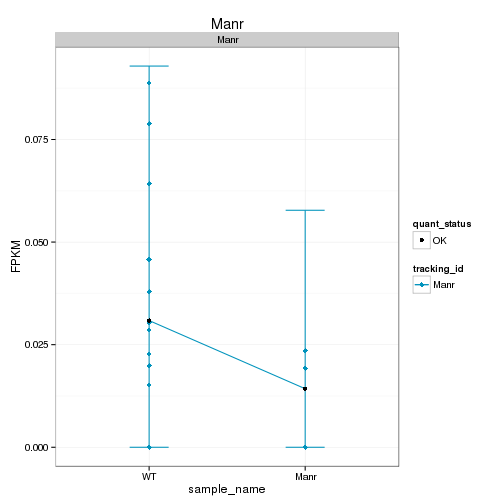 Manr
Manr
0.075
0.050
0.025
0.000
FPKM
WT
Manr
sample_name
quant_status
OK
tracking_id
Manr